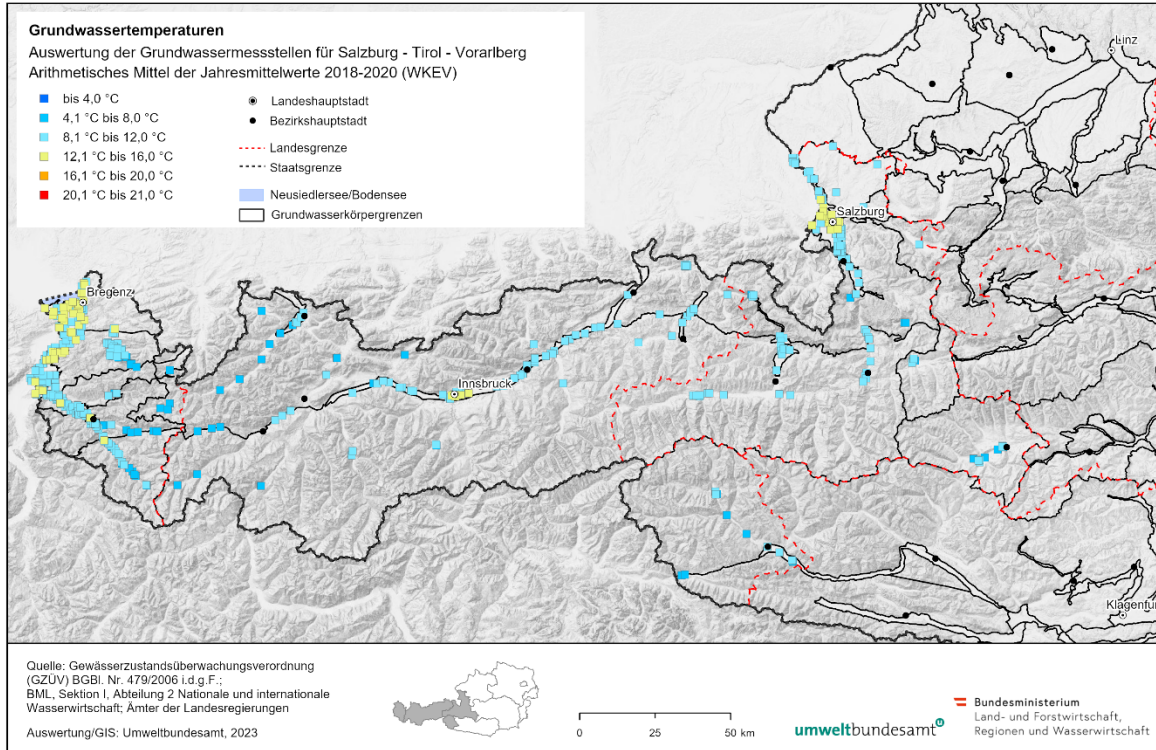 Grundwassertemperaturen
Auswertung der Grundwassermessstellen für Salzburg - Tirol - Vorarlberg
Arithmetisches Mittel der Jahresmittelwerte 2018-2020 (WKEV)
bis 4,0 °C
4,1 °C bis 8,0 °C
8,1 °C bis 12,0 °C
12,1 °C bis 16,0 °C
16,1 °C bis 20,0 °C
20,1 °C bis 21,0 °C
Landeshauptstadt
Bezirkshauptstadt
Landesgrenze
Staatsgrenze
Neusiedlersee/Bodensee
Grundwasserkörpergrenzen
Linz
Salzburg
Bregenz
Innsbruck
Klagenfur
Quelle: Gewässerzustandsüberwachungsverordnung
(GZÜV) BGBl. Nr. 479/2006 i.d.g.F.;
BML, Sektion I, Abteilung 2 Nationale und internationale
Wasserwirtschaft; Ämter der Landesregierungen
Auswertung/GIS: Umweltbundesamt, 2023
0 25 50 km
umweltbundesamt u
Bundesministerium
Land- und Forstwirtschaft,
Regionen und Wasserwirtschaft